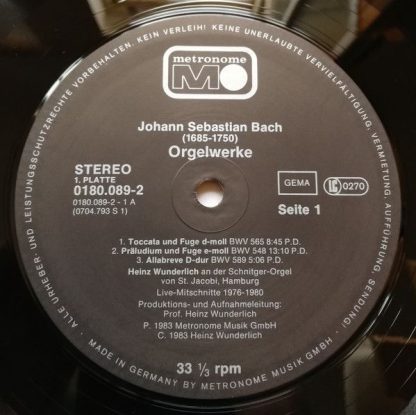 ALLE URHEBER- UND LEISTUNGSSCHUTZRECHTE VORBEHALTEN. KEIN VERLEIH! KEINE UNERLAUBTE VERVIELFÄLTIGUNG, VERMIETUNG, AUFFÜHRUNG, SENDUNG!
metronome
MO
Johann Sebastian Bach
(1685-1750)
Orgelwerke
STEREO
1. PLATTE
0180.089-2
0180.089-2 - 1 A
(0704.793 S 1)
GEMA
LC 0270
Seite 1
1. Toccata und Fuge d-moll BWV 565 8:45 P.D.
2. Präludium und Fuge e-moll BWV 548 13:10 P.D.
3. Allabreve D-dur BWV 589 5:06 P.D.
Heinz Wunderlich an der Schnitger-Orgel
von St. Jacobi, Hamburg
Live-Mitschnitte 1976-1980
Produktions- und Aufnahmeleitung:
Prof. Heinz Wunderlich
P. 1983 Metronome Musik GmbH
C. 1983 Heinz Wunderlich
33 ⅓ rpm
MADE IN GERMANY BY METRONOME MUSIK GMBH